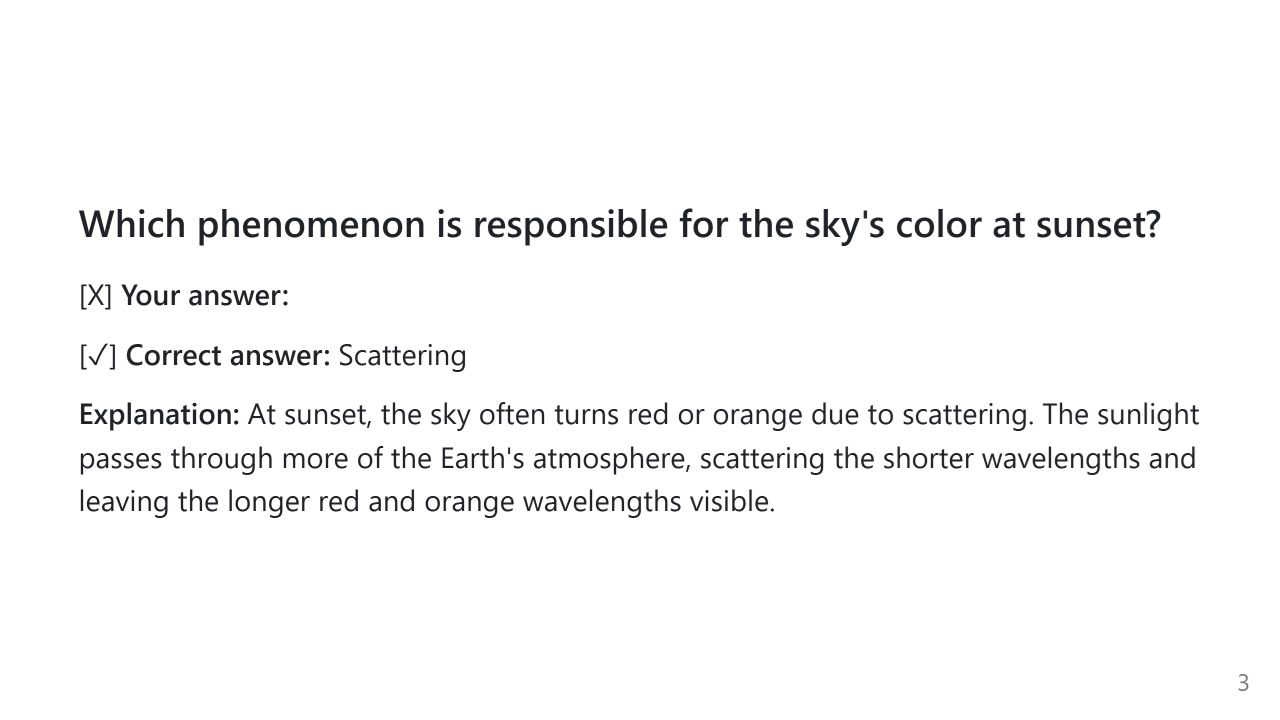 Which phenomenon is responsible for the sky's color at sunset?
[X] Your answer:
[✓] Correct answer: Scattering
Explanation: At sunset, the sky often turns red or orange due to scattering. The sunlight
passes through more of the Earth's atmosphere, scattering the shorter wavelengths and
leaving the longer red and orange wavelengths visible.
3